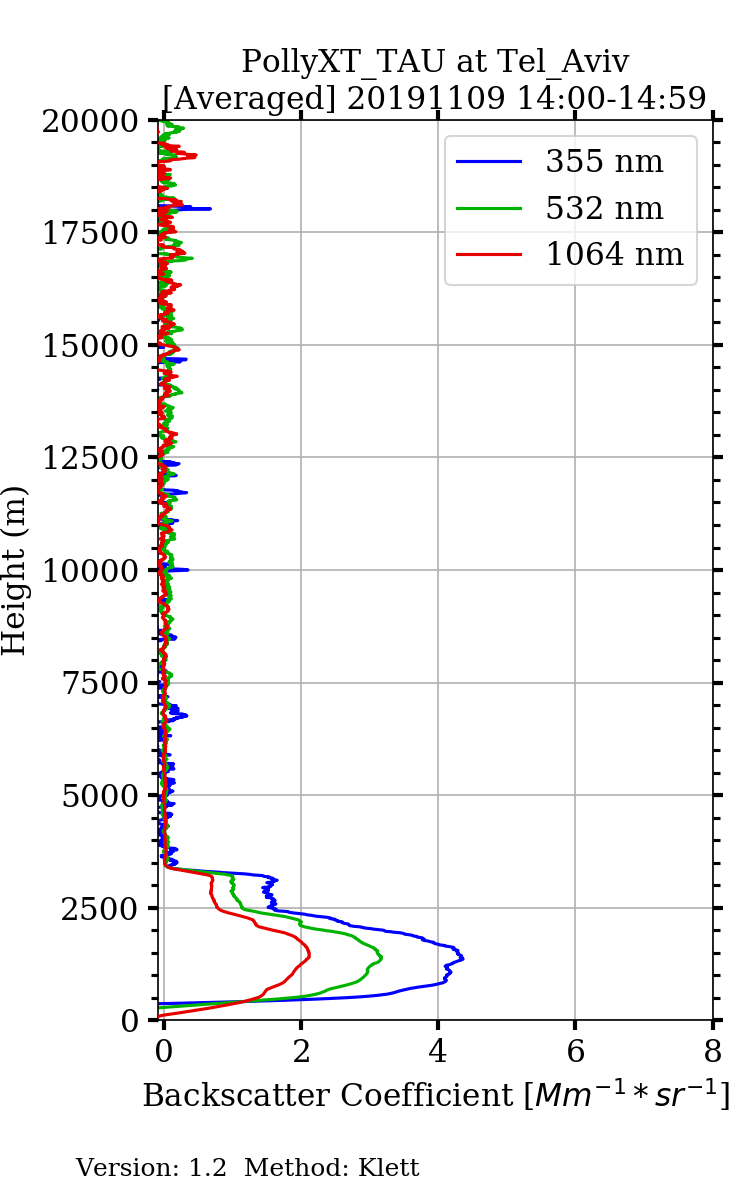 PollyXT_TAU at Tel_Aviv
[Averaged] 20191109 14:00-14:59
355 nm
532 nm
1064 nm
20000
17500
15000
12500
10000
7500
5000
2500
0
Height (m)
0 2 4 6 8
Backscatter Coefficient [Mm⁻¹ * sr⁻¹]
Version: 1.2 Method: Klett